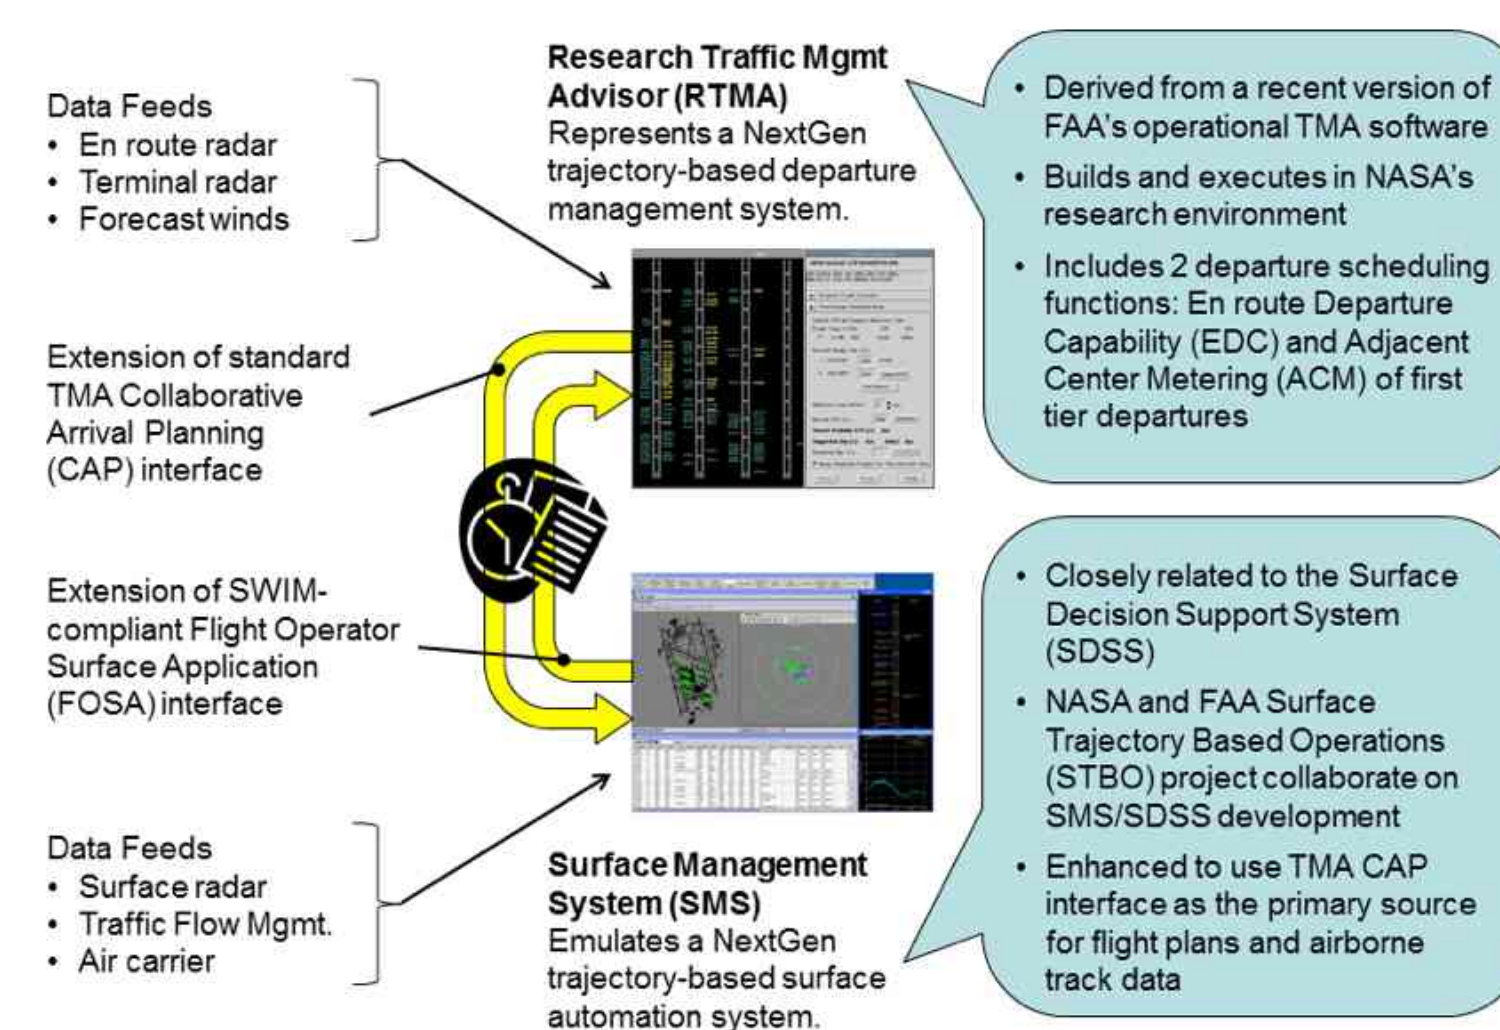 Research Traffic Mgmt
Advisor (RTMA)
Represents a NextGen
trajectory-based departure
management system.
Data Feeds
• En route radar
• Terminal radar
• Forecast winds
• Derived from a recent version of
FAA's operational TMA software
• Builds and executes in NASA's
research environment
• Includes 2 departure scheduling
functions: En route Departure
Capability (EDC) and Adjacent
Center Metering (ACM) of first
tier departures
Extension of standard
TMA Collaborative
Arrival Planning
(CAP) interface
Extension of SWIM-
compliant Flight Operator
Surface Application
(FOSA) interface
• Closely related to the Surface
Decision Support System
(SDSS)
• NASA and FAA Surface
Trajectory Based Operations
(STBO) project collaborate on
SMS/SDSS development
• Enhanced to use TMA CAP
interface as the primary source
for flight plans and airborne
track data
Data Feeds
• Surface radar
• Traffic Flow Mgmt.
• Air carrier
Surface Management
System (SMS)
Emulates a NextGen
trajectory-based surface
automation system.